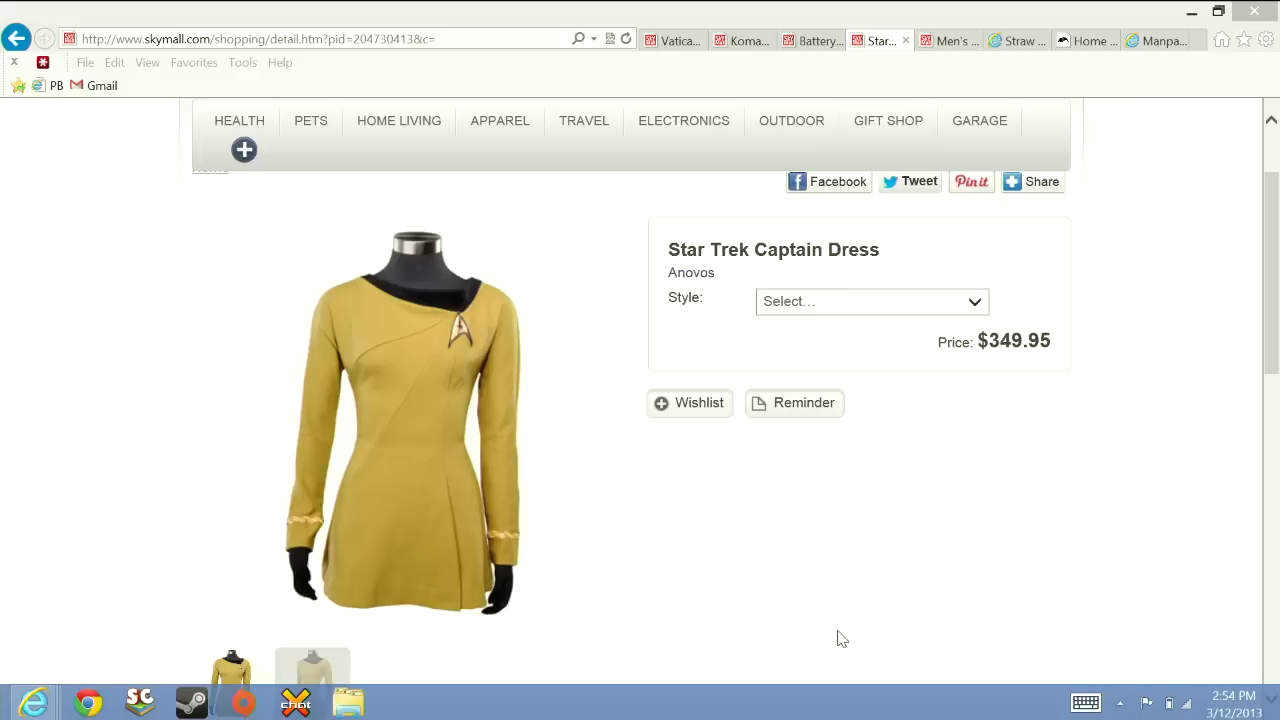 http://www.skymall.com/shopping/detail.htm?pid=204730413&c=
Vatica...
Koma...
Battery...
Star...
Men's ...
Straw ...
Home ...
Manpa...
File Edit View Favorites Tools Help
PB Gmail
HEALTH PETS HOME LIVING APPAREL TRAVEL ELECTRONICS OUTDOOR GIFT SHOP GARAGE
Facebook Tweet Pin it Share
Star Trek Captain Dress
Anovos
Style: Select...
Price: $349.95
Wishlist Reminder
SC
chat
2:54 PM
3/12/2013